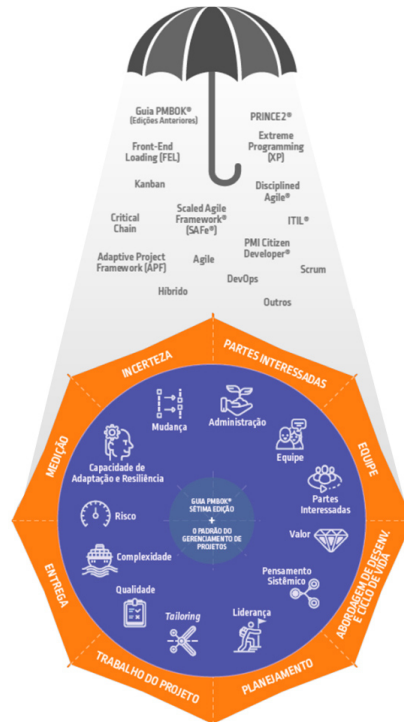 Guia PMBOK®
(Edições Anteriores)
PRINCE2®
Front-End
Loading (FEL)
Extreme
Programming
(XP)
Kanban
Disciplined
Agile®
Critical
Chain
Scaled Agile
Framework®
(SAFe®)
ITIL®
Adaptive Project
Framework (APF)
Agile
PMI Citizen
Developer®
Scrum
Híbrido
DevOps
Outros
INCERTEZA
PARTES INTERESSADAS
MEDIÇÃO
EQUIPE
Mudança
Administração
Capacidade de
Adaptação e Resiliência
Equipe
Risco
Partes
Interessadas
GUIA PMBOK®
SÉTIMA EDIÇÃO
+
O PADRÃO DO
GERENCIAMENTO DE
PROJETOS
Valor
Complexidade
Pensamento
Sistêmico
Qualidade
Tailoring
Liderança
ENTREGA
ABORDAGEM DE DESENV.
E CICLO DE VIDA
TRABALHO DO PROJETO
PLANEJAMENTO